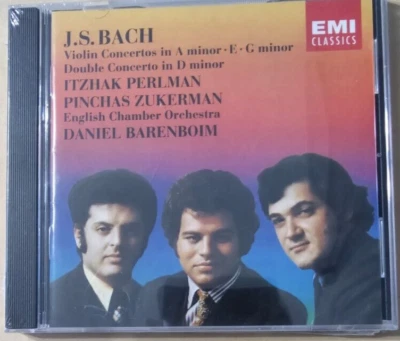 J.S. BACH
Violin Concertos in A minor · E · G minor
Double Concerto in D minor
ITZHAK PERLMAN
PINCHAS ZUKERMAN
English Chamber Orchestra
DANIEL BARENBOIM
EMI
CLASSICS